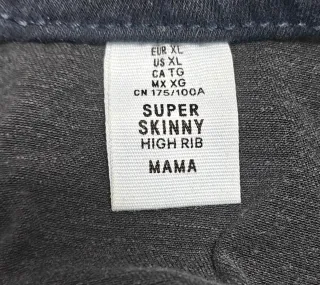 EUR XL
US XL
CA TG
MX XG
CN 175/100A
SUPER
SKINNY
HIGH RIB
MAMA